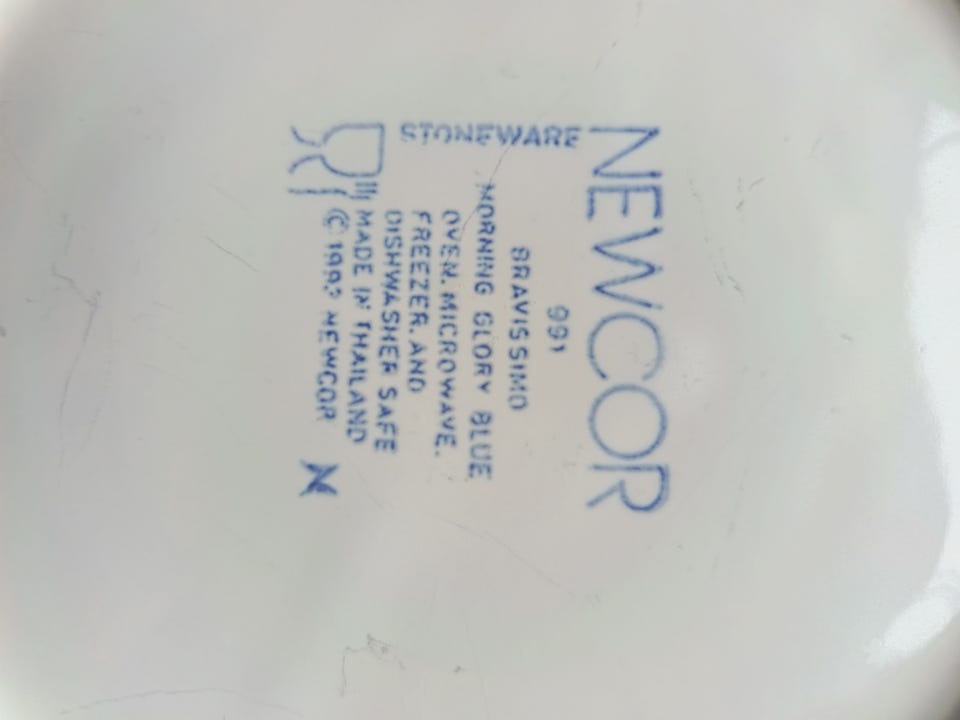 NEWCOR
STONEWARE
991
BRAVISSIMO
MORNING GLORY BLUE
OVEN, MICROWAVE,
FREEZER, AND
DISHWASHER SAFE
MADE IN THAILAND
© NEWCOR
N